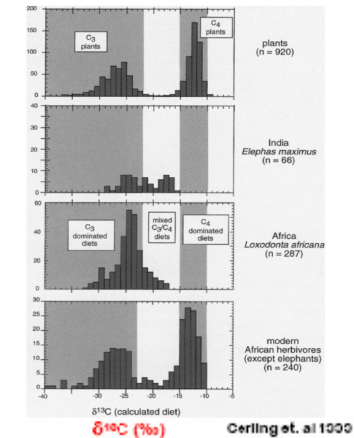 200
150
100
50
0
C3
plants
C4
plants
plants
(n = 920)
40
30
20
10
0
India
Elephas maximus
(n = 66)
60
40
20
0
C3
dominated
diets
mixed
C3/C4
diets
C4
dominated
diets
Africa
Loxodonta africana
(n = 287)
30
25
20
15
10
5
0
modern
African herbivores
(except elephants)
(n = 240)
-40 -35 -30 -25 -20 -15 -10 -5
δ13C (calculated diet)
δ13C (‰)
Cerling et. al 1999